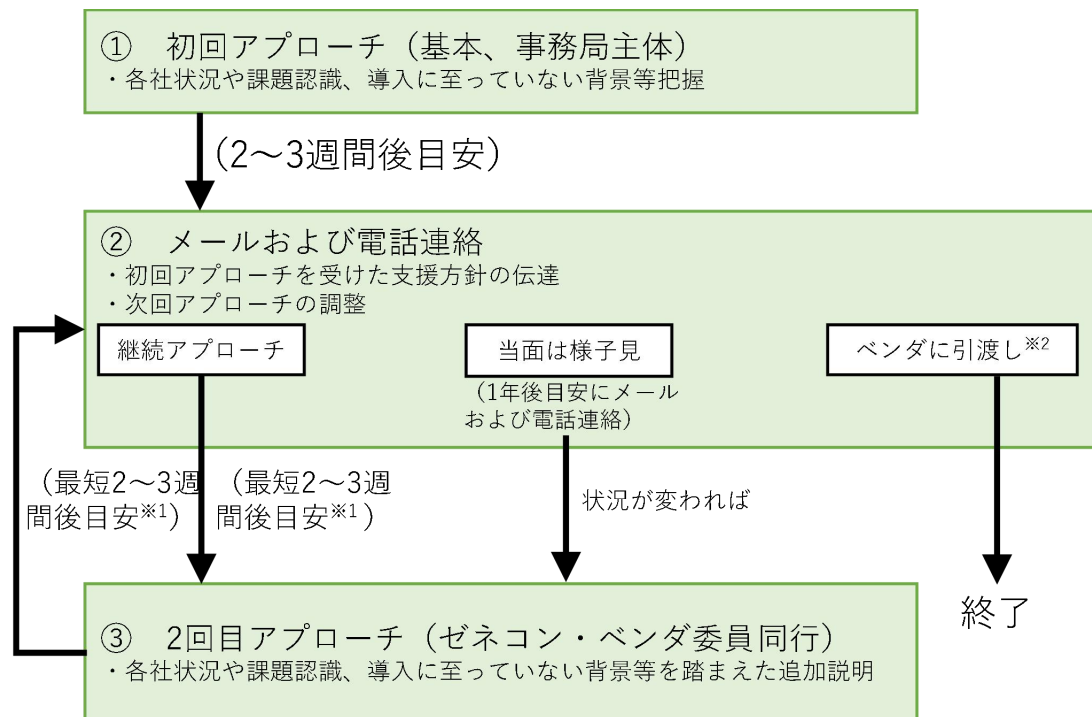 ① 初回アプローチ（基本、事務局主体）
・各社状況や課題認識、導入に至っていない背景等把握
（2～3週間後目安）
② メールおよび電話連絡
・初回アプローチを受けた支援方針の伝達
・次回アプローチの調整
継続アプローチ
当面は様子見
（1年後目安にメール
および電話連絡）
ベンダに引渡し※2
（最短2～3週
間後目安※1）
（最短2～3週
間後目安※1）
状況が変われば
終了
③ 2回目アプローチ（ゼネコン・ベンダ委員同行）
・各社状況や課題認識、導入に至っていない背景等を踏まえた追加説明